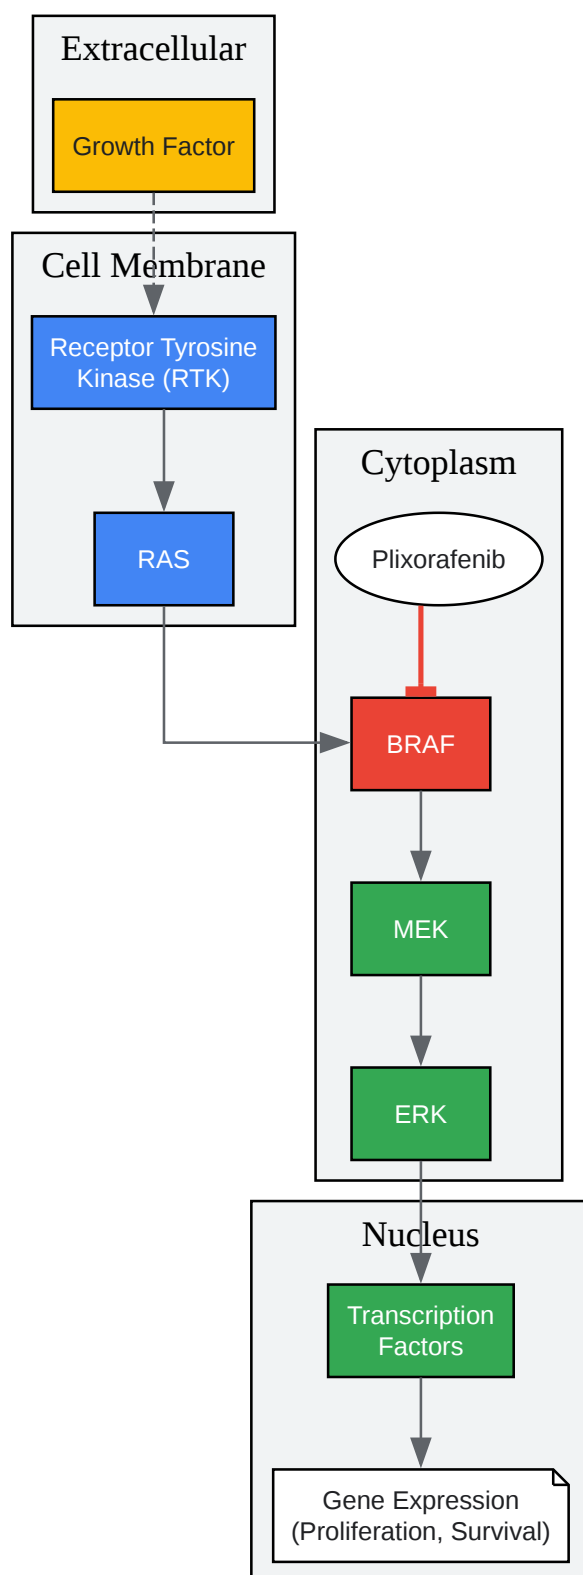 Extracellular
Growth Factor
Cell Membrane
Receptor Tyrosine
Kinase (RTK)
RAS
Cytoplasm
Plixorafenib
BRAF
MEK
ERK
Nucleus
Transcription
Factors
Gene Expression
(Proliferation, Survival)